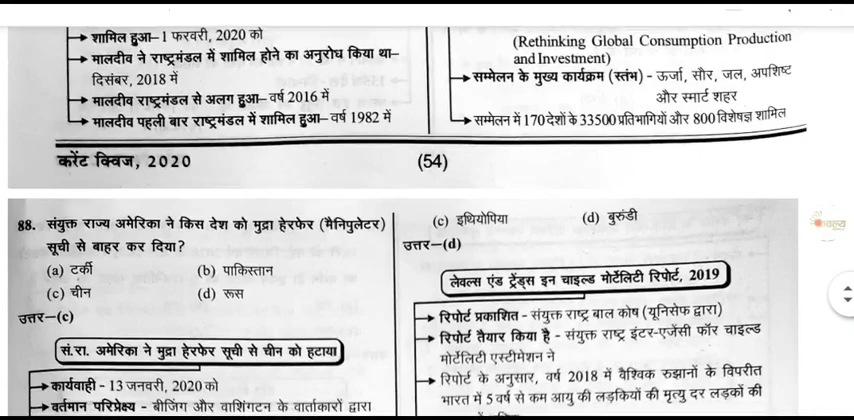 → शामिल हुआ– 1 फरवरी, 2020 को
→ मालदीव ने राष्ट्रमंडल में शामिल होने का अनुरोध किया था–
दिसंबर, 2018 में
→ मालदीव राष्ट्रमंडल से अलग हुआ– वर्ष 2016 में
→ मालदीव पहली बार राष्ट्रमंडल में शामिल हुआ– वर्ष 1982 में
(Rethinking Global Consumption Production
and Investment)
→ सम्मेलन के मुख्य कार्यक्रम (स्तंभ) - ऊर्जा, सौर, जल, अपशिष्ट
और स्मार्ट शहर
→ सम्मेलन में 170 देशों के 33500 प्रतिभागियों और 800 विशेषज्ञ शामिल
करेंट क्विज, 2020
(54)
88. संयुक्त राज्य अमेरिका ने किस देश को मुद्रा हेरफेर (मैनिपुलेटर)
सूची से बाहर कर दिया?
(a) टर्की (b) पाकिस्तान
(c) चीन (d) रूस
उत्तर–(c)
सं.रा. अमेरिका ने मुद्रा हेरफेर सूची से चीन को हटाया
→ कार्यवाही - 13 जनवरी, 2020 को
→ वर्तमान परिप्रेक्ष्य - बीजिंग और वाशिंगटन के वार्ताकारों द्वारा
(c) इथियोपिया (d) बुरुंडी
उत्तर–(d)
लेवल्स एंड ट्रेंड्स इन चाइल्ड मोर्टेलिटी रिपोर्ट, 2019
→ रिपोर्ट प्रकाशित - संयुक्त राष्ट्र बाल कोष (यूनिसेफ द्वारा)
→ रिपोर्ट तैयार किया है - संयुक्त राष्ट्र इंटर-एजेंसी फॉर चाइल्ड
मोर्टेलिटी एस्टीमेशन ने
→ रिपोर्ट के अनुसार, वर्ष 2018 में वैश्विक रुझानों के विपरीत
भारत में 5 वर्ष से कम आयु की लड़कियों की मृत्यु दर लड़कों की